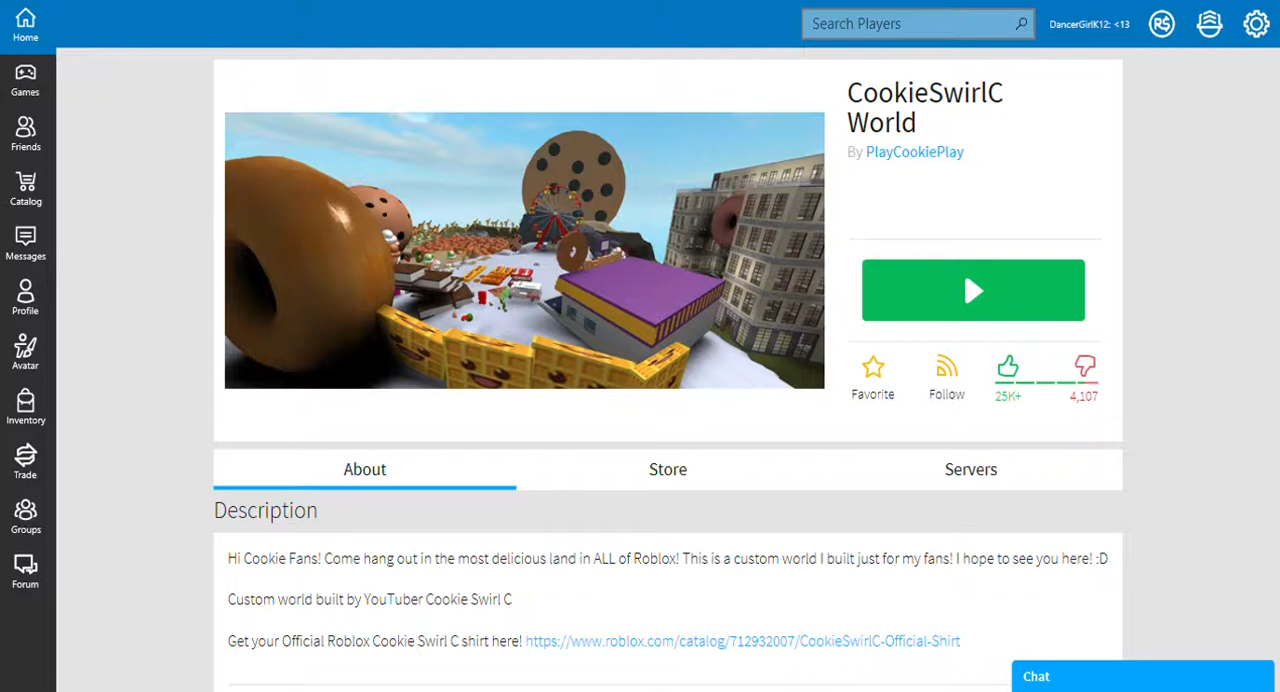 Home
Search Players
DancerGirlK12: <13
R$
Games
Friends
Catalog
Messages
Profile
Avatar
Inventory
Trade
Groups
Forum
CookieSwirlC
World
By PlayCookiePlay
Favorite
Follow
25K+
4,107
About
Store
Servers
Description
Hi Cookie Fans! Come hang out in the most delicious land in ALL of Roblox! This is a custom world I built just for my fans! I hope to see you here! :D
Custom world built by YouTuber Cookie Swirl C
Get your Official Roblox Cookie Swirl C shirt here! https://www.roblox.com/catalog/712932007/CookieSwirlC-Official-Shirt
Chat